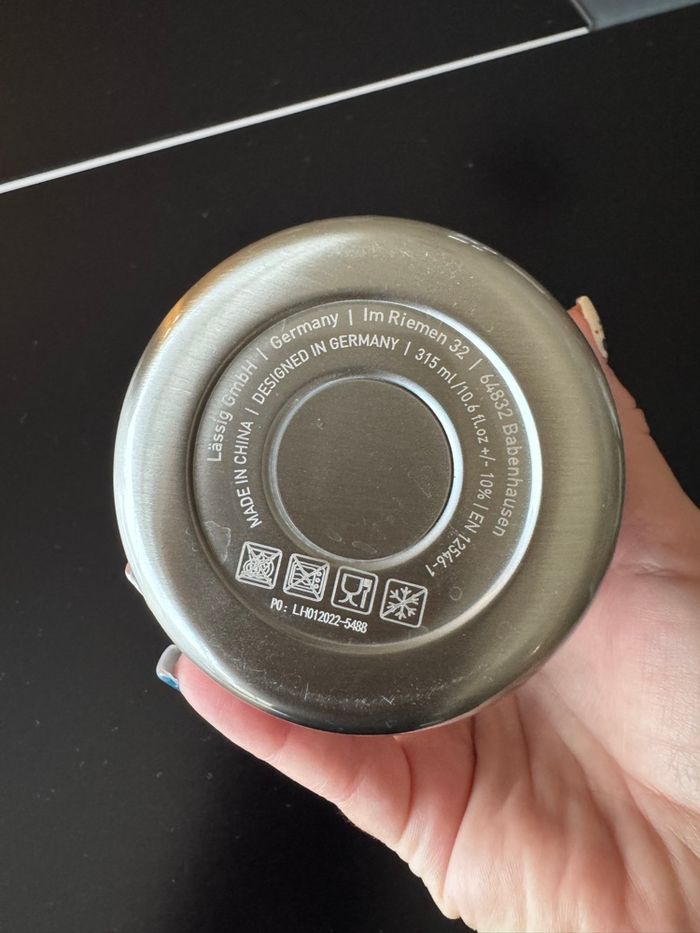 Lässig GmbH | Germany | Im Riemen 32 | 64832 Babenhausen
MADE IN CHINA | DESIGNED IN GERMANY | 315 ml/10.6 fl.oz +/- 10% | EN 12546-1
PO: LH012022-5488